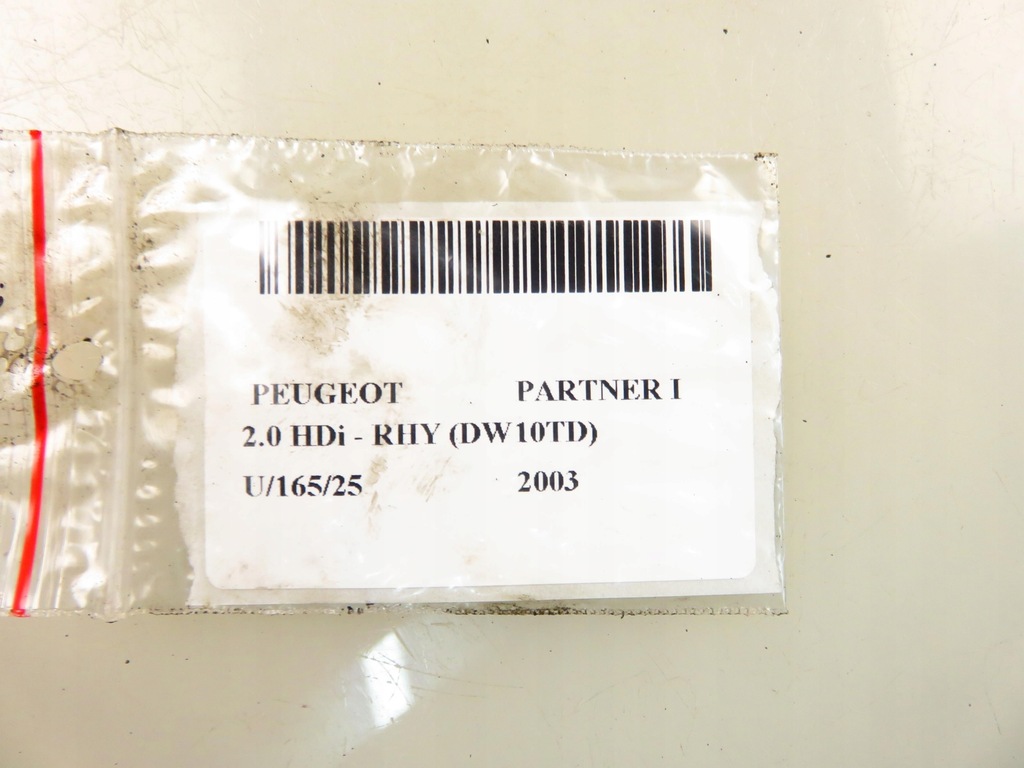 PEUGEOT PARTNER I
2.0 HDi - RHY (DW10TD)
U/165/25 2003